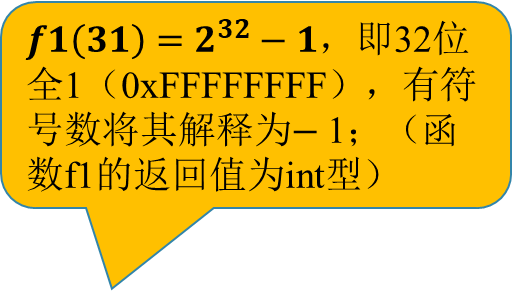 f1(31) = 2³² − 1，即32位
全1（0xFFFFFFFF），有符
号数将其解释为− 1；（函
数f1的返回值为int型）